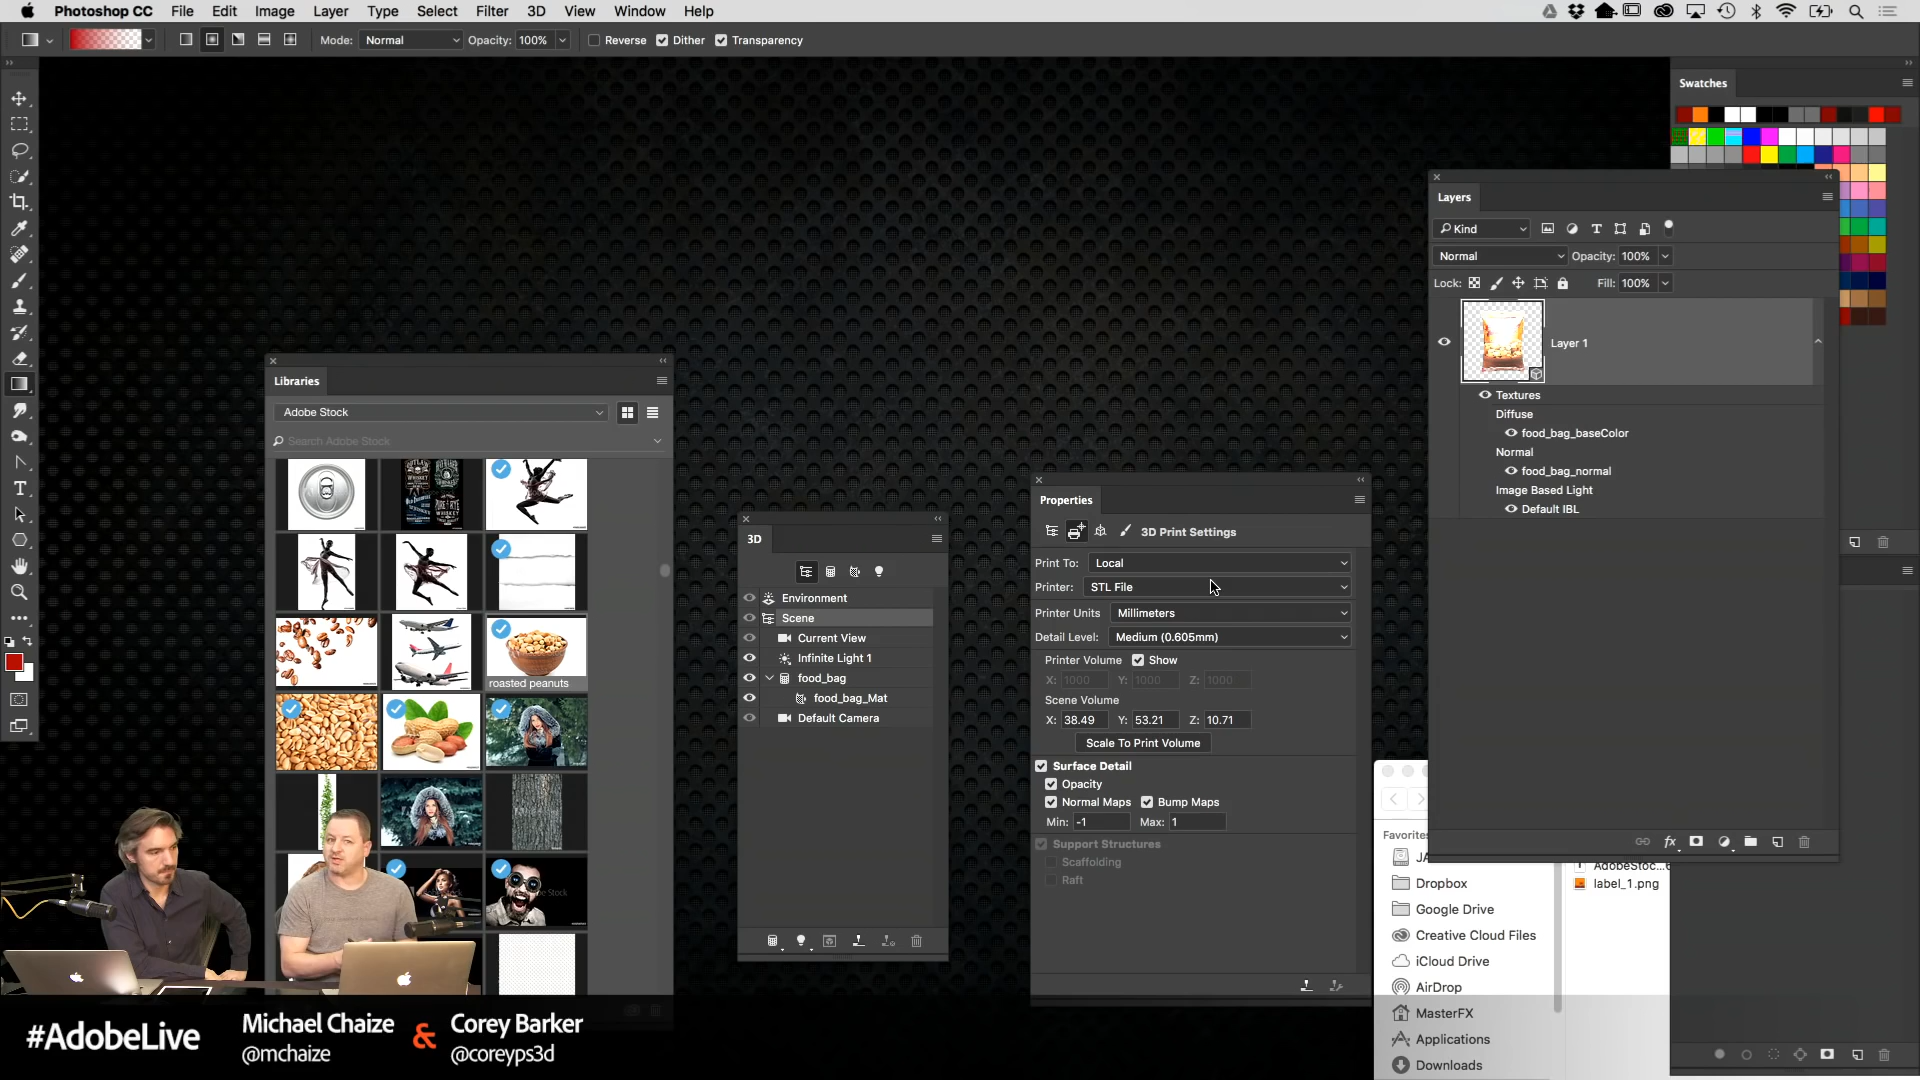 Photoshop CC File Edit Image Layer Type Select Filter 3D View Window Help
Mode: Normal Opacity: 100% Reverse Dither Transparency
Swatches
Layers
Kind
Normal Opacity: 100%
Lock: Fill: 100%
Layer 1
Textures
Diffuse
food_bag_baseColor
Normal
food_bag_normal
Image Based Light
Default IBL
Libraries
Adobe Stock
Search Adobe Stock
roasted peanuts
3D
Environment
Scene
Current View
Infinite Light 1
food_bag
food_bag_Mat
Default Camera
Properties
3D Print Settings
Print To: Local
Printer: STL File
Printer Units Millimeters
Detail Level: Medium (0.605mm)
Printer Volume Show
X: 1000 Y: 1000 Z: 1000
Scene Volume
X: 38.49 Y: 53.21 Z: 10.71
Scale To Print Volume
Surface Detail
Opacity
Normal Maps Bump Maps
Min: -1 Max: 1
Support Structures
Scaffolding
Raft
Favorites
Dropbox
Google Drive
Creative Cloud Files
iCloud Drive
AirDrop
MasterFX
Applications
Downloads
AdobeStoc...6
label_1.png
#AdobeLive
Michael Chaize & Corey Barker
@mchaize @coreyps3d